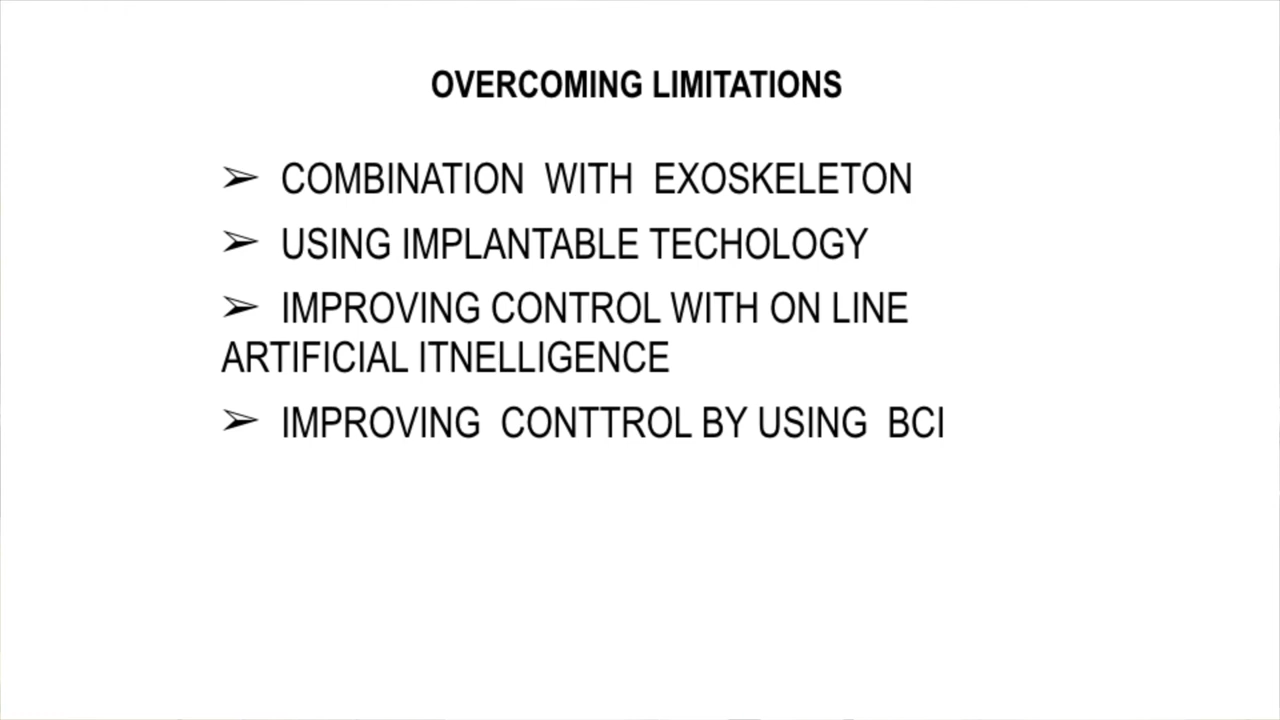 OVERCOMING LIMITATIONS
➢ COMBINATION WITH EXOSKELETON
➢ USING IMPLANTABLE TECHOLOGY
➢ IMPROVING CONTROL WITH ON LINE
ARTIFICIAL ITNELLIGENCE
➢ IMPROVING CONTTROL BY USING BCI